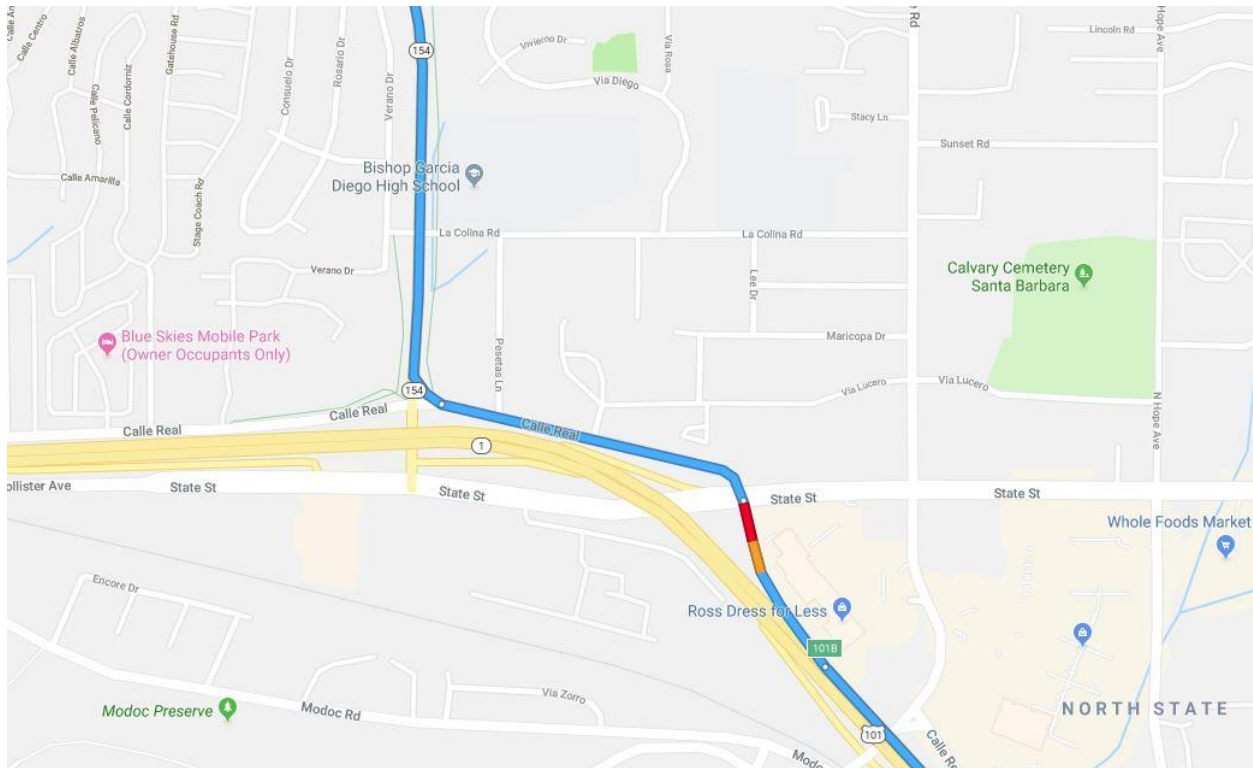 Calle An
Calle Centro
Calle Albatros
Gatehouse Rd
Calle Pelicano
Calle Cordorniz
Calle Amarilla
Stage Coach Rd
Consuelo Dr
Rosario Dr
Verano Dr
154
Invierno Dr
Via Diego
Via Rosa
e Rd
N Hope Ave
Lincoln Rd
Stacy Ln
Sunset Rd
Bishop Garcia
Diego High School
La Colina Rd
La Colina Rd
Verano Dr
Lee Dr
Calvary Cemetery
Santa Barbara
Blue Skies Mobile Park
(Owner Occupants Only)
Maricopa Dr
Pesetas Ln
154
Via Lucero
Via Lucero
N Hope Ave
Calle Real
Calle Real
Calle Real
1
ollister Ave
State St
State St
State St
State St
Whole Foods Market
Encore Dr
Ross Dress for Less
101B
Via Zorro
Modoc Preserve
Modoc Rd
NORTH STATE
101
Calle Re
Modo